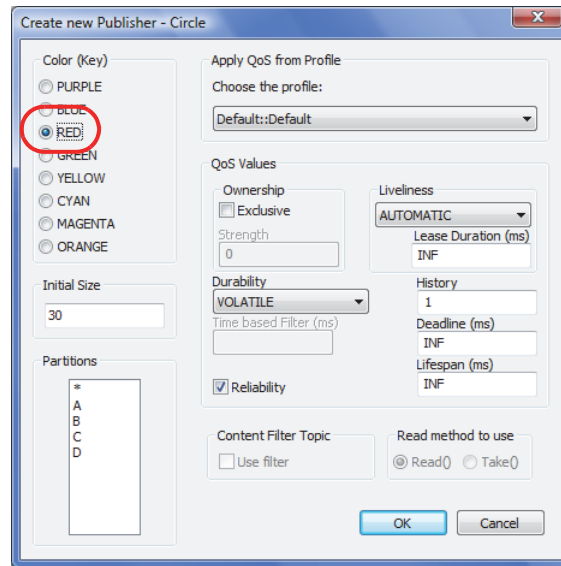 Create new Publisher - Circle
Color (Key)
PURPLE
BLUE
RED
GREEN
YELLOW
CYAN
MAGENTA
ORANGE
Initial Size
30
Partitions
*
A
B
C
D
Apply QoS from Profile
Choose the profile:
Default::Default
QoS Values
Ownership
Exclusive
Strength
0
Liveliness
AUTOMATIC
Lease Duration (ms)
INF
Durability
VOLATILE
Time based Filter (ms)
Reliability
History
1
Deadline (ms)
INF
Lifespan (ms)
INF
Content Filter Topic
Use filter
Read method to use
Read() Take()
OK Cancel